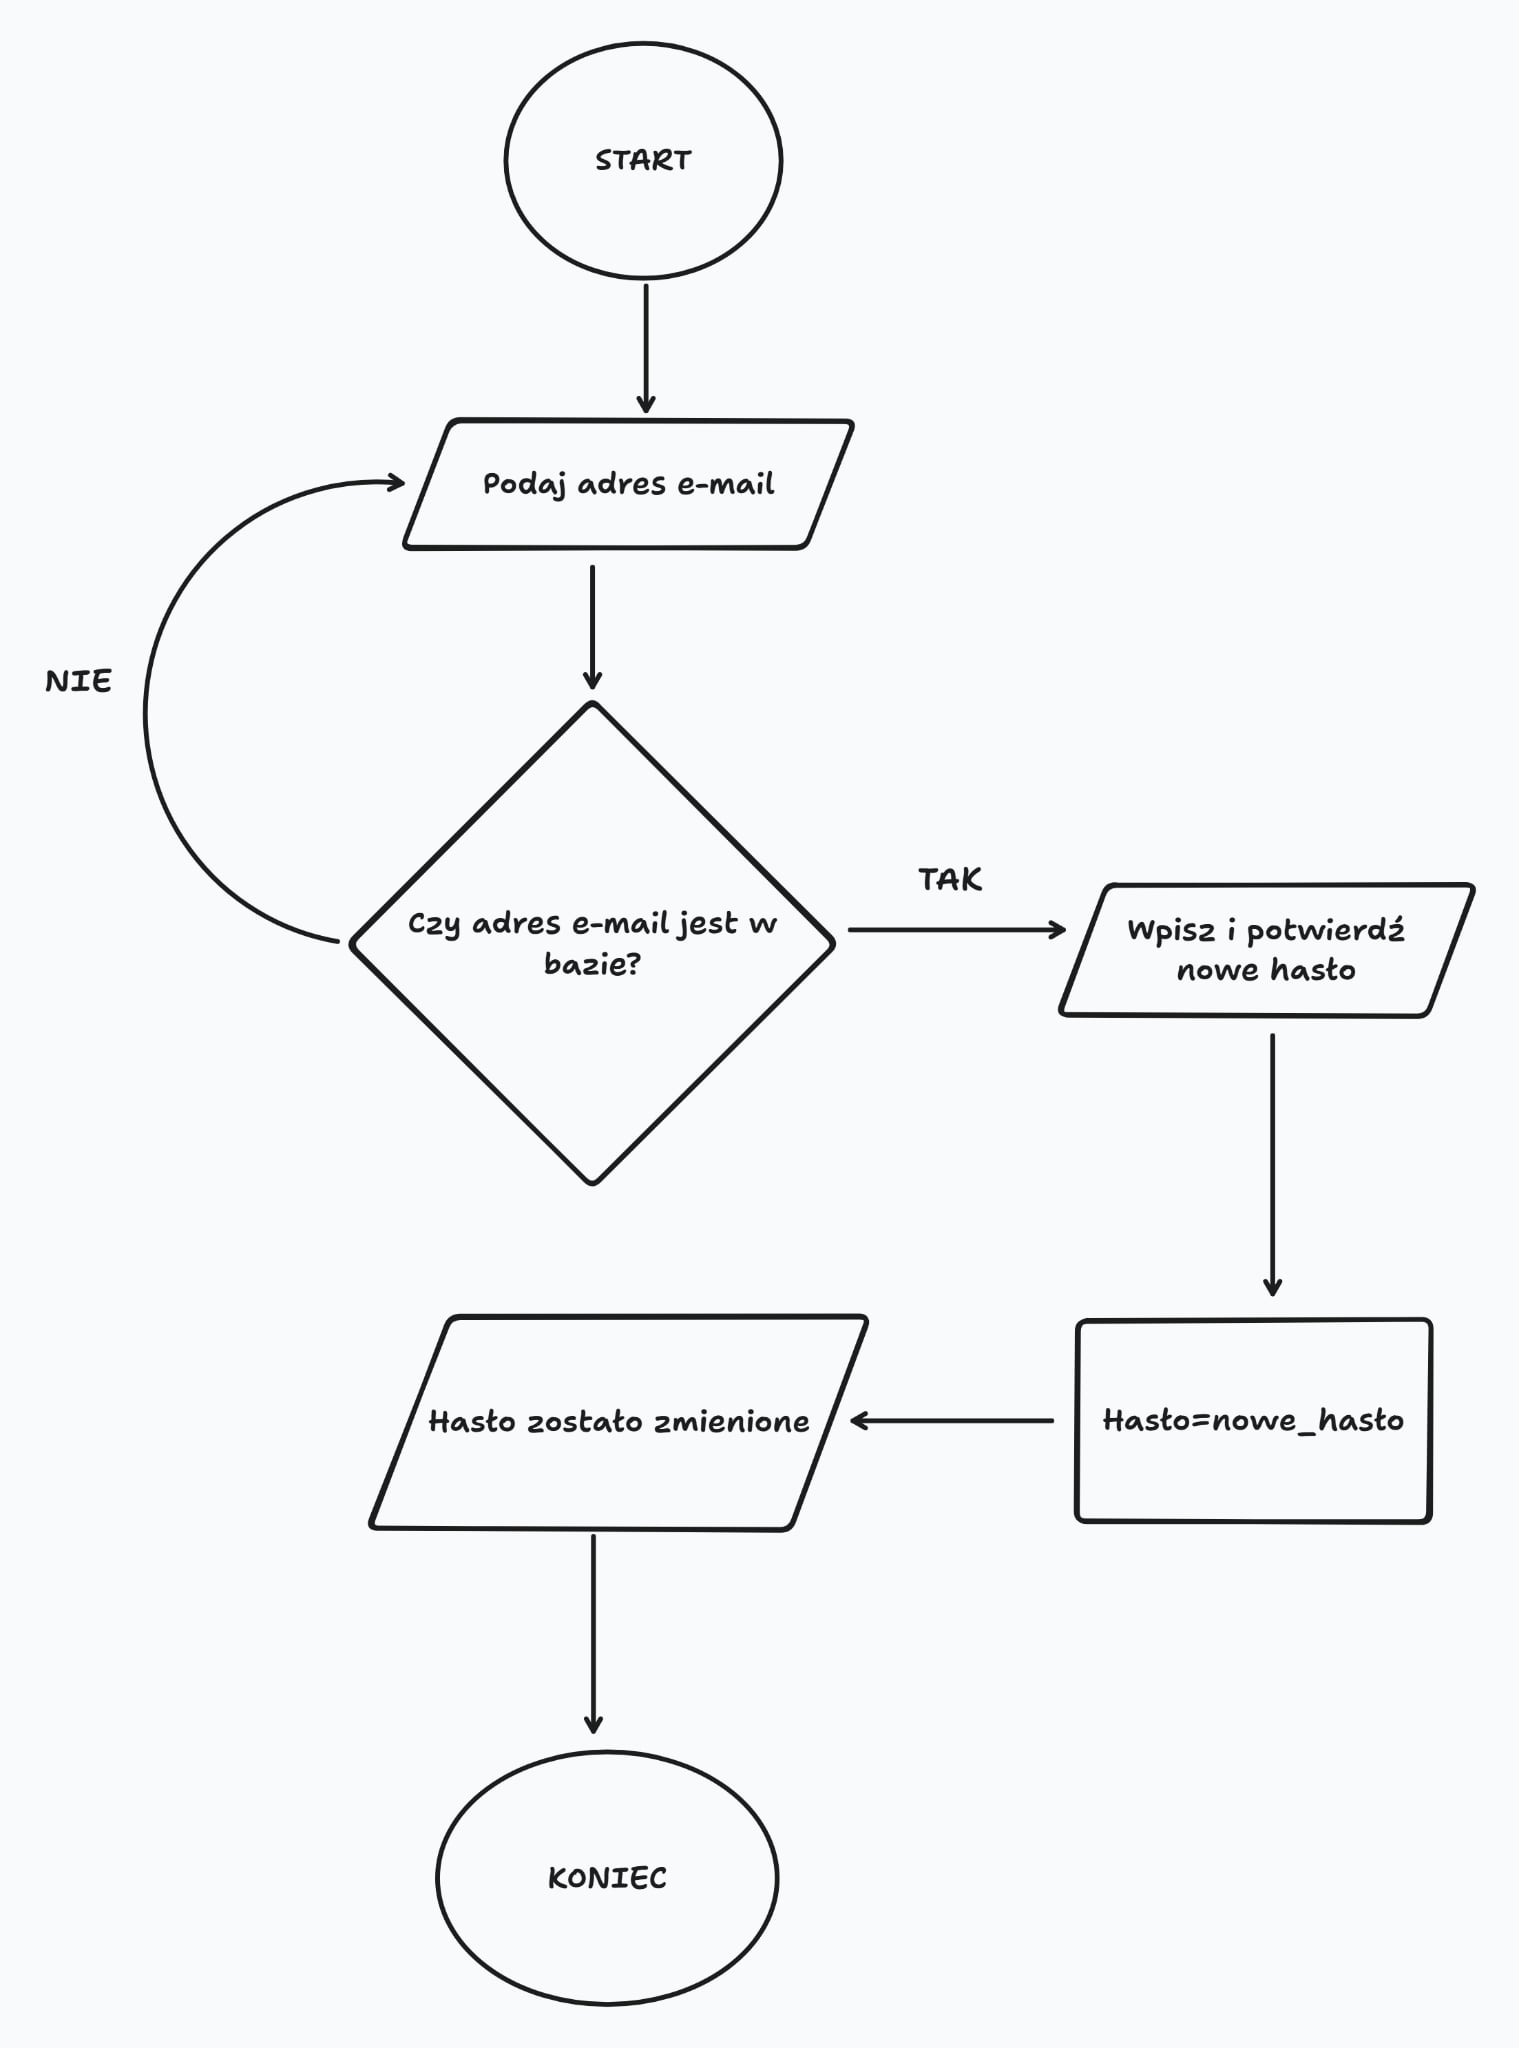 START
Podaj adres e-mail
NIE
Czy adres e-mail jest w
bazie?
TAK
Wpisz i potwierdź
nowe hasło
Hasło=nowe_hasło
Hasło zostało zmienione
KONIEC